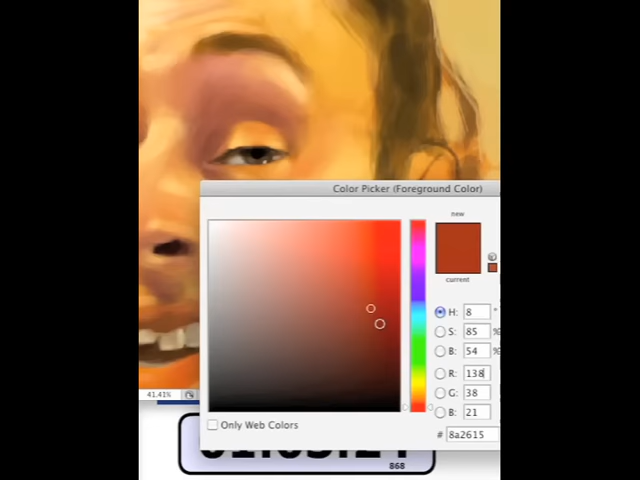 Color Picker (Foreground Color)
new
current
H: 8 °
S: 85 %
B: 54 %
R: 138
G: 38
B: 21
# 8a2615
Only Web Colors
41.41%
868